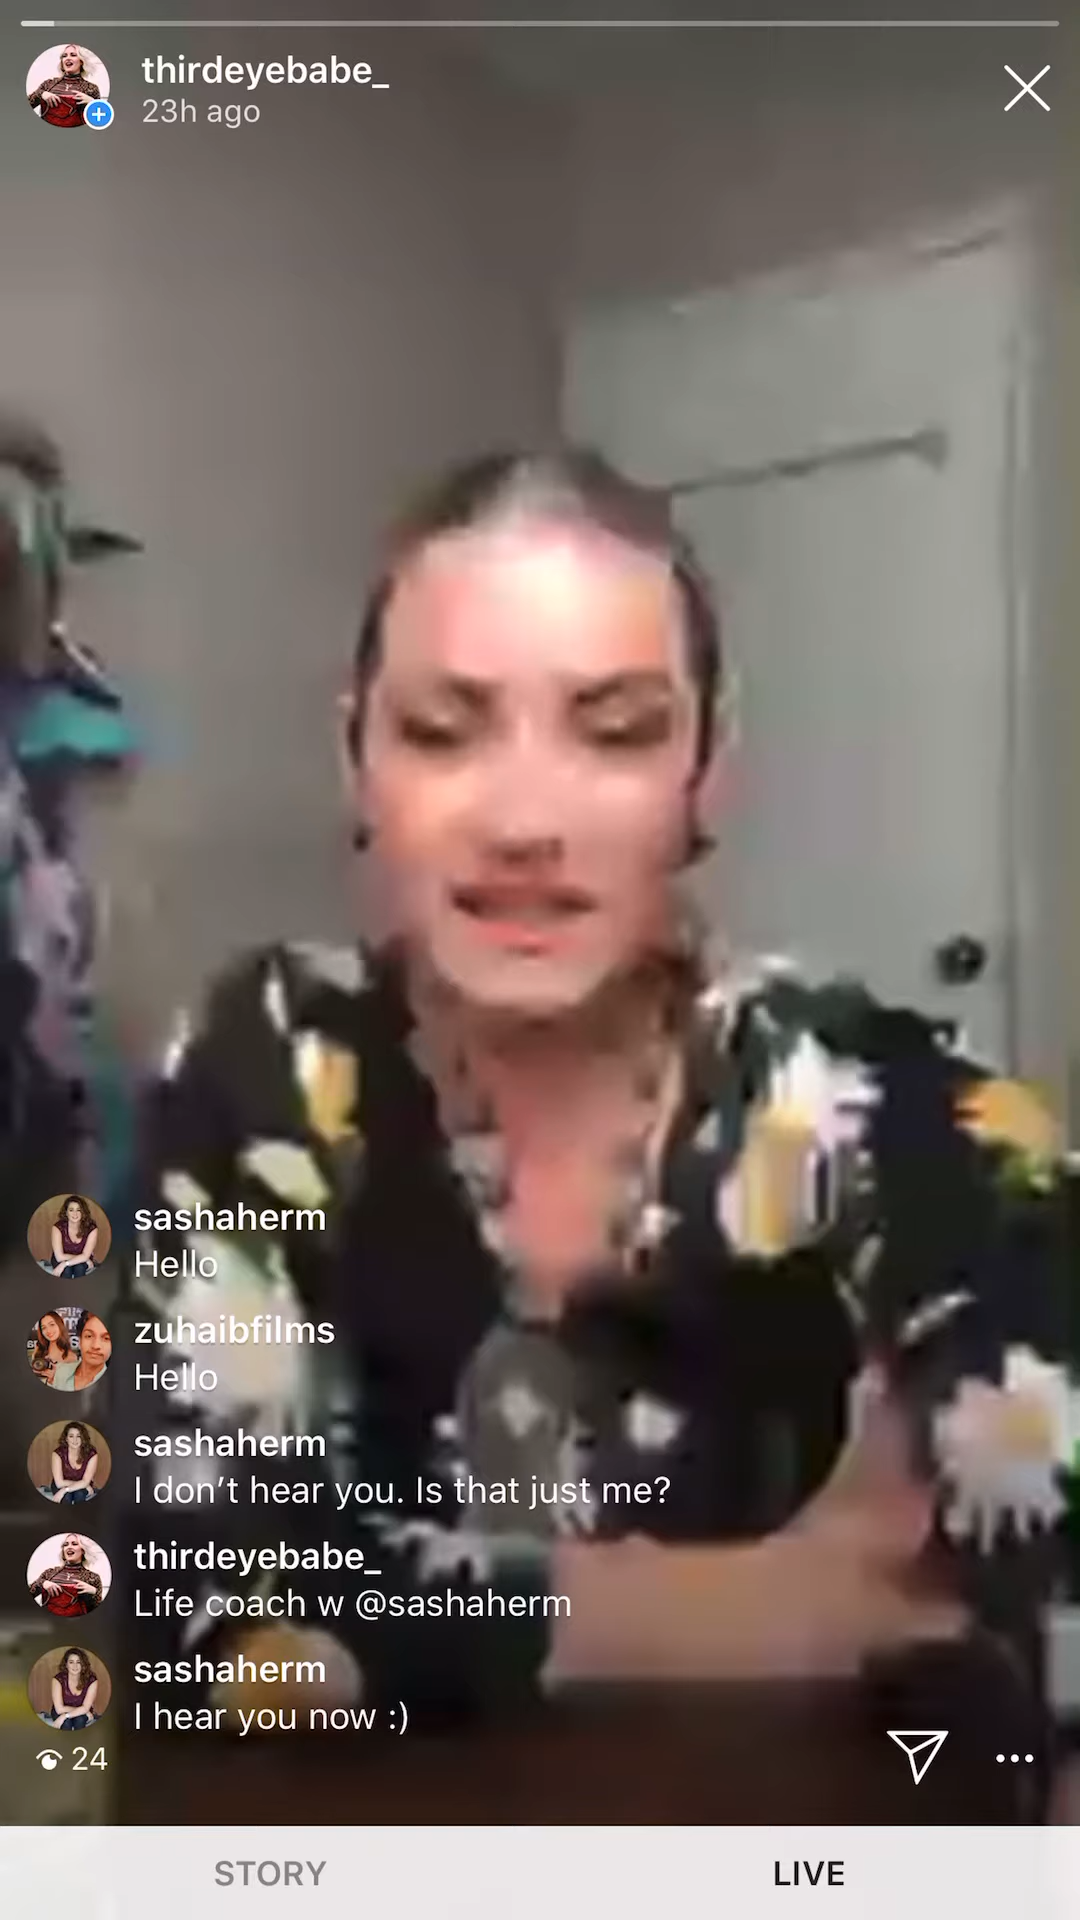 thirdeyebabe_
23h ago
sashaherm
Hello
zuhaibfilms
Hello
sashaherm
I don’t hear you. Is that just me?
thirdeyebabe_
Life coach w @sashaherm
sashaherm
I hear you now :)
24
STORY LIVE